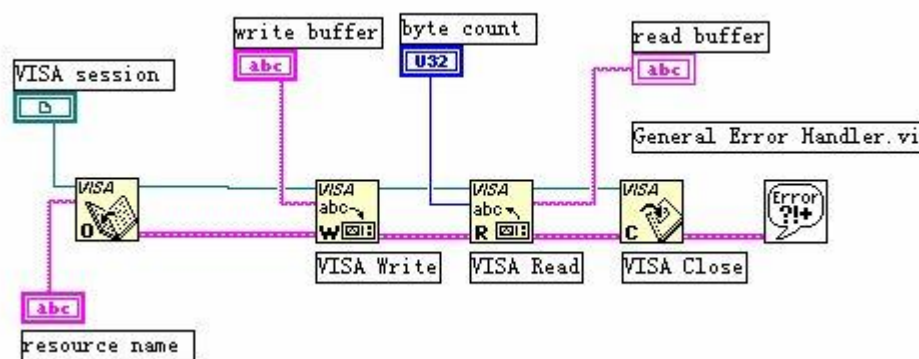 write buffer
byte count
read buffer
abc
U32
abc
VISA session
General Error Handler.vi
VISA
O
VISA
abc
W
VISA
abc
R
VISA
C
Error
?!+
VISA Write
VISA Read
VISA Close
abc
resource name